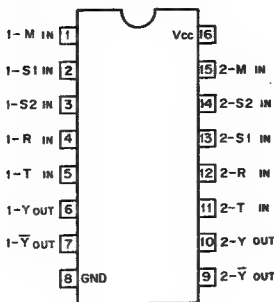 1-M IN 1 Vcc 16
1-S1 IN 2 15 2-M IN
1-S2 IN 3 14 2-S2 IN
1-R IN 4 13 2-S1 IN
1-T IN 5 12 2-R IN
1-Y OUT 6 11 2-T IN
1-Y̅ OUT 7 10 2-Y OUT
8 GND 9 2-Y̅ OUT